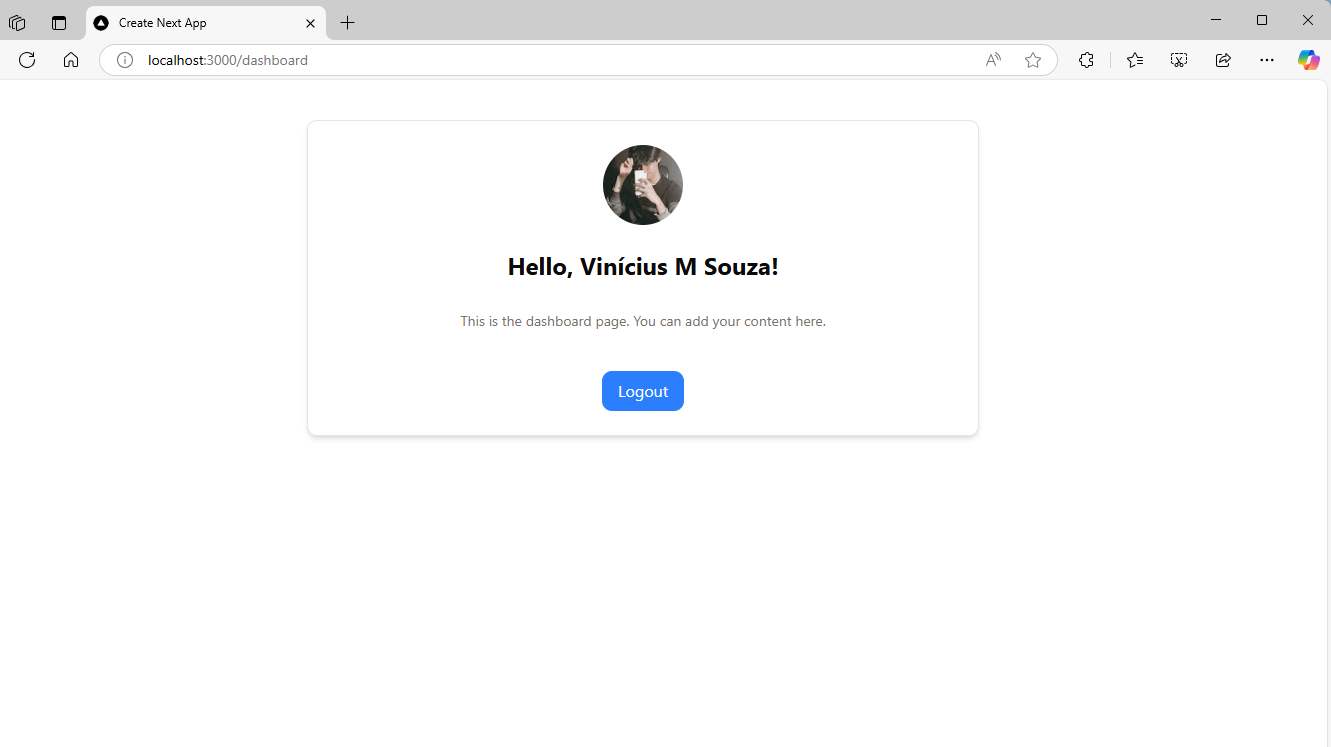 Create Next App
localhost:3000/dashboard
Hello, Vinícius M Souza!
This is the dashboard page. You can add your content here.
Logout